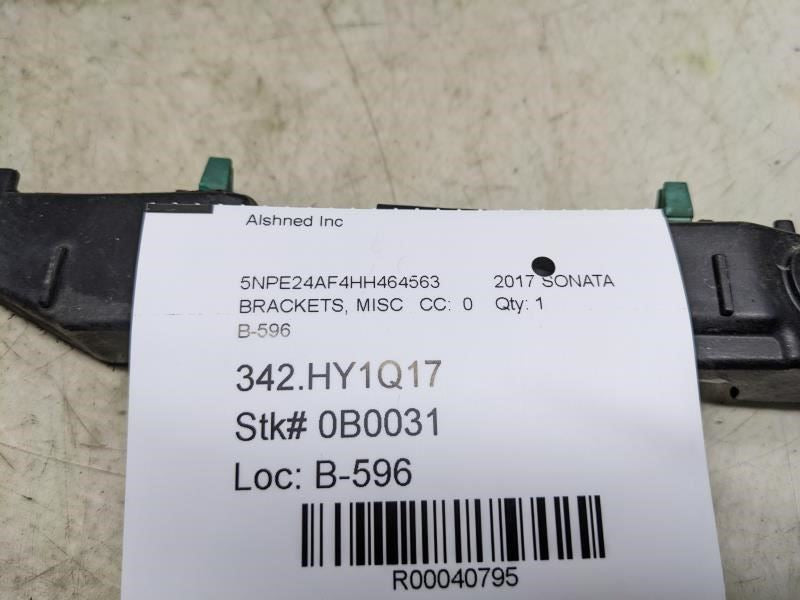 Alshned Inc
5NPE24AF4HH464563 2017 SONATA
BRACKETS, MISC CC: 0 Qty: 1
B-596
342.HY1Q17
Stk# 0B0031
Loc: B-596
R00040795